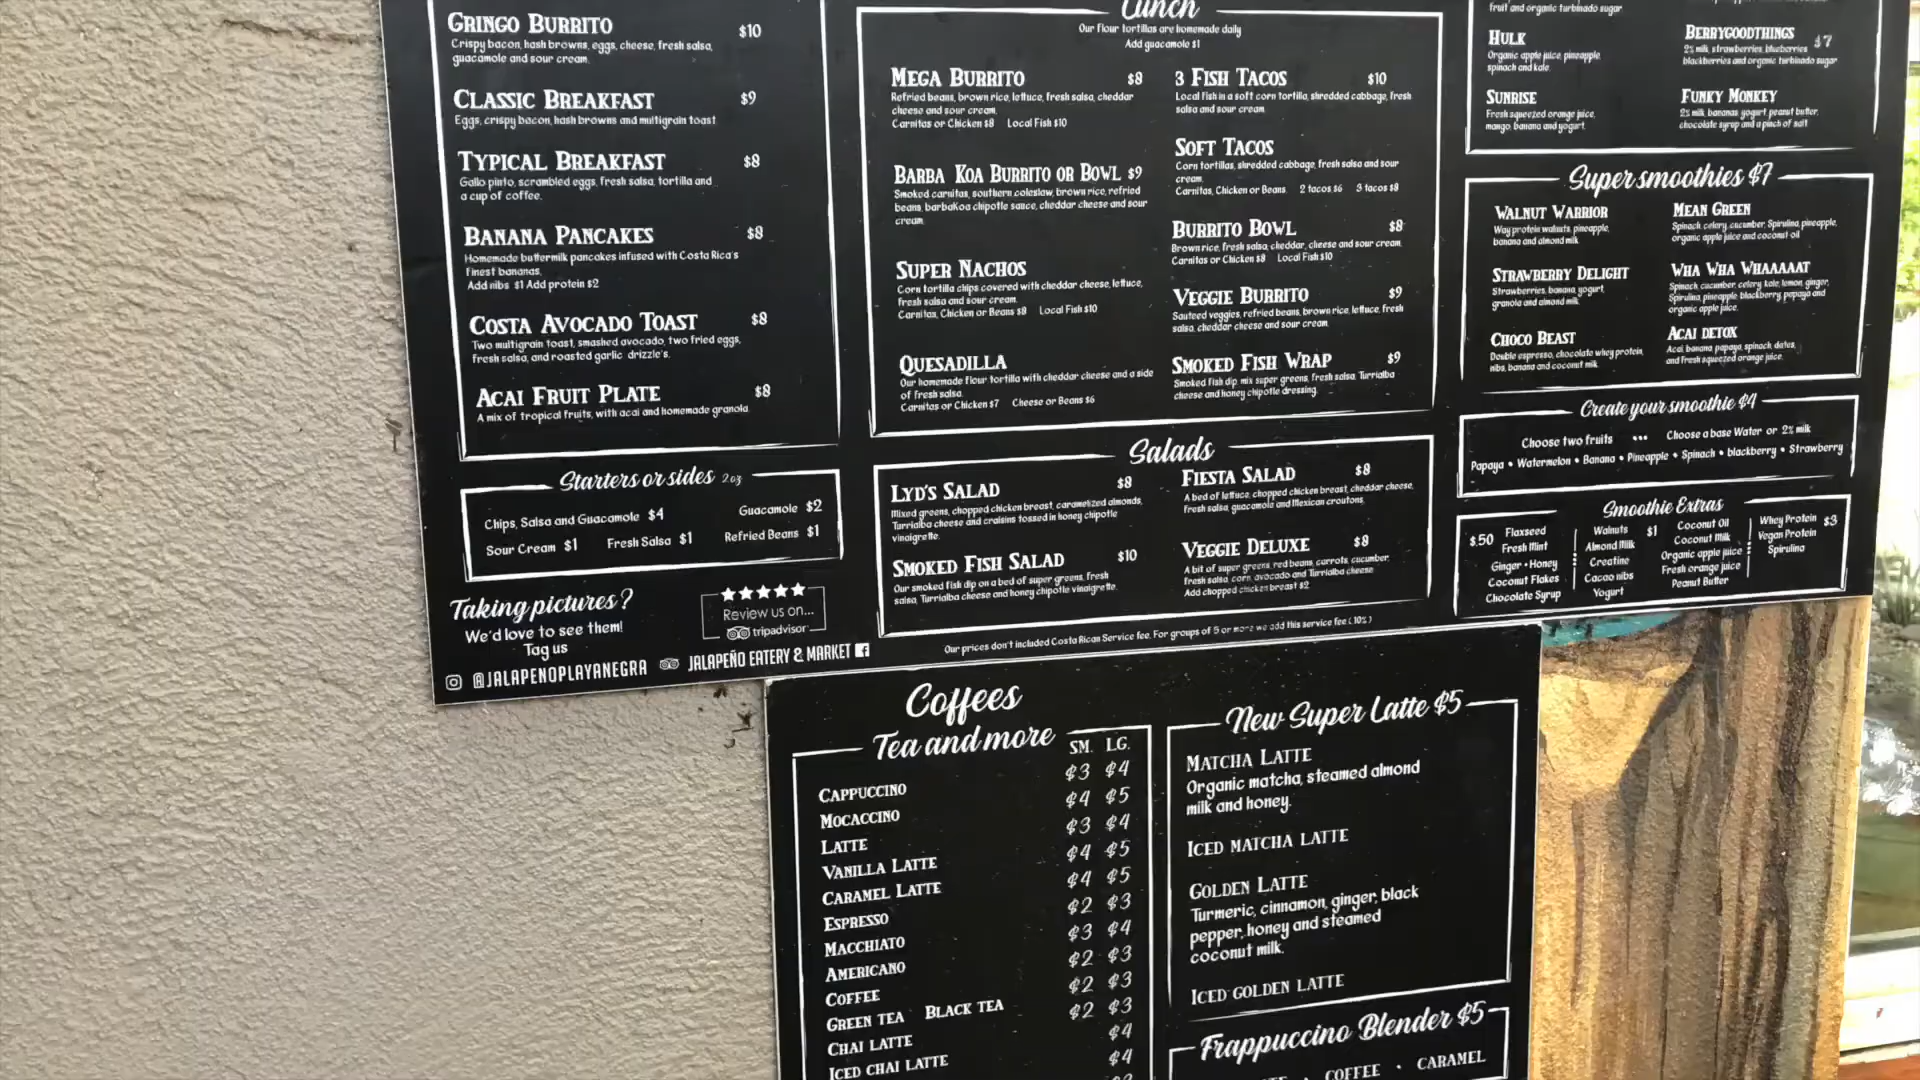 GRINGO BURRITO $10
Crispy bacon, hash browns, eggs, cheese, fresh salsa,
guacamole and sour cream.
CLASSIC BREAKFAST $9
Eggs, crispy bacon, hash browns and multigrain toast
TYPICAL BREAKFAST $8
Gallo pinto, scrambled eggs, fresh salsa, tortilla and
a cup of coffee.
BANANA PANCAKES $8
Homemade buttermilk pancakes infused with Costa Rica's
finest bananas.
Add nibs $1 Add protein $2
COSTA AVOCADO TOAST $8
Two multigrain toast, smashed avocado, two fried eggs,
fresh salsa, and roasted garlic drizzle's.
ACAI FRUIT PLATE $8
A mix of tropical fruits, with acai and homemade granola.
Starters or sides 2oz
Chips, Salsa and Guacamole $4 Guacamole $2
Sour Cream $1 Fresh Salsa $1 Refried Beans $1
Taking pictures?
We'd love to see them!
Tag us
@JALAPENOPLAYANEGRA
Review us on...
tripadvisor
JALAPEÑO EATERY & MARKET
Lunch
Our flour tortillas are homemade daily
Add guacamole $1
MEGA BURRITO $8
Refried beans, brown rice, lettuce, fresh salsa, cheddar
cheese and sour cream.
Carnitas or Chicken $8 Local Fish $10
BARBA KOA BURRITO OR BOWL $9
Smoked carnitas, southern coleslaw, brown rice, refried
beans, barbaKoa chipotle sauce, cheddar cheese and sour
cream.
SUPER NACHOS
Corn tortilla chips covered with cheddar cheese, lettuce,
fresh salsa and sour cream.
Carnitas, Chicken or Beans $8 Local Fish $10
QUESADILLA
Our homemade flour tortilla with cheddar cheese and a side
of fresh salsa.
Carnitas or Chicken $7 Cheese or Beans $6
3 FISH TACOS $10
Local Fish in a soft corn tortilla, shredded cabbage, fresh
salsa and sour cream.
SOFT TACOS
Corn tortillas, shredded cabbage, fresh salsa and sour
cream.
Carnitas, Chicken or Beans 2 tacos $6 3 tacos $8
BURRITO BOWL $8
Brown rice, fresh salsa, cheddar, cheese and sour cream.
Carnitas or Chicken $8 Local Fish $10
VEGGIE BURRITO $9
Sauteed veggies, refried beans, brown rice, lettuce, fresh
salsa, cheddar cheese and sour cream.
SMOKED FISH WRAP $9
Smoked fish dip, mix super greens, fresh salsa, Turrialba
cheese and honey chipotle dressing.
Salads
LYD'S SALAD $8
Mixed greens, chopped chicken breast, caramelized almonds,
Turrialba cheese and craisins tossed in honey chipotle
vinaigrette.
SMOKED FISH SALAD $10
Our smoked fish dip on a bed of super greens, fresh
salsa, Turrialba cheese and honey chipotle vinaigrette.
FIESTA SALAD $8
A bed of lettuce, chopped chicken breast, cheddar cheese,
fresh salsa, guacamole and Mexican croutons.
VEGGIE DELUXE $8
A bit of super greens, red beans, carrots, cucumber,
fresh salsa, corn, avocado and Turrialba cheese.
Add chopped chicken breast $2
Our prices don't included Costa Rican Service fee. For groups of 5 or more we add this service fee (10%)
fruit and organic turbinado sugar
HULK
Organic apple juice, pineapple,
spinach and kale.
SUNRISE
Fresh squeezed orange juice,
mango, banana and yogurt.
BERRYGOODTHINGS $7
2% milk, strawberries, blueberries
blackberries and organic turbinado sugar
FUNKY MONKEY
2% milk, bananas, yogurt, peanut butter,
chocolate syrup and a pinch of salt
Super smoothies $7
WALNUT WARRIOR
Way protein walnuts, pineapple,
banana and almond milk.
STRAWBERRY DELIGHT
Strawberries, banana, yogurt,
granola and almond milk.
CHOCO BEAST
Double espresso, chocolate whey protein,
nibs, banana and coconut milk.
MEAN GREEN
Spinach, celery, cucumber, Spirulina, pineapple,
organic apple juice and coconut oil
WHA WHA WHAAAAAT
Spinach, cucumber, celery, kale, lemon, ginger,
Spirulina, pineapple, blackberry, papaya and
organic apple juice.
ACAI DETOX
Acai, banana, papaya, spinach, dates,
and Fresh squeezed orange juice.
Create your smoothie $4
Choose two fruits ••• Choose a base Water or 2% milk
Papaya • Watermelon • Banana • Pineapple • Spinach • blackberry • Strawberry
Smoothie Extras
$.50 Flaxseed
Fresh Mint
Ginger • Honey
Coconut Flakes
Chocolate Syrup
Walnuts $1
Almond Milk
Creatine
Cacao nibs
Yogurt
Coconut Oil
Coconut Milk
Organic apple juice
Fresh orange juice
Peanut Butter
Whey Protein $3
Vegan Protein
Spirulina
Coffees
Tea and more SM. LG.
CAPPUCCINO $3 $4
MOCACCINO $4 $5
LATTE $3 $4
VANILLA LATTE $4 $5
CARAMEL LATTE $4 $5
ESPRESSO $2 $3
MACCHIATO $3 $4
AMERICANO $2 $3
COFFEE $2 $3
GREEN TEA BLACK TEA $2 $3
CHAI LATTE $4
ICED CHAI LATTE $4
New Super Latte $5
MATCHA LATTE
Organic matcha, steamed almond
milk and honey.
ICED MATCHA LATTE
GOLDEN LATTE
Turmeric, cinnamon, ginger, black
pepper, honey and steamed
coconut milk.
ICED GOLDEN LATTE
Frappuccino Blender $5
• COFFEE • CARAMEL